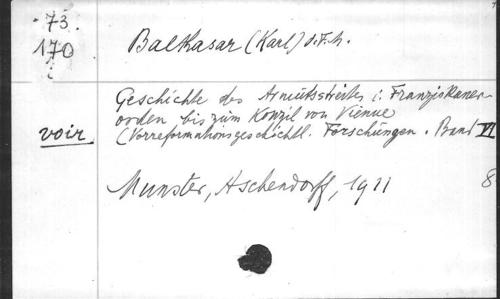 73.
170
Balthasar (Karl) O.F.M.
Geschichte des Armutsstreites i. Franziskaner-
orden bis zum Konzil von Vienne
voir (Vorreformationsgeschichtl. Forschungen. Band VI
Munster, Aschendorff, 1911 8